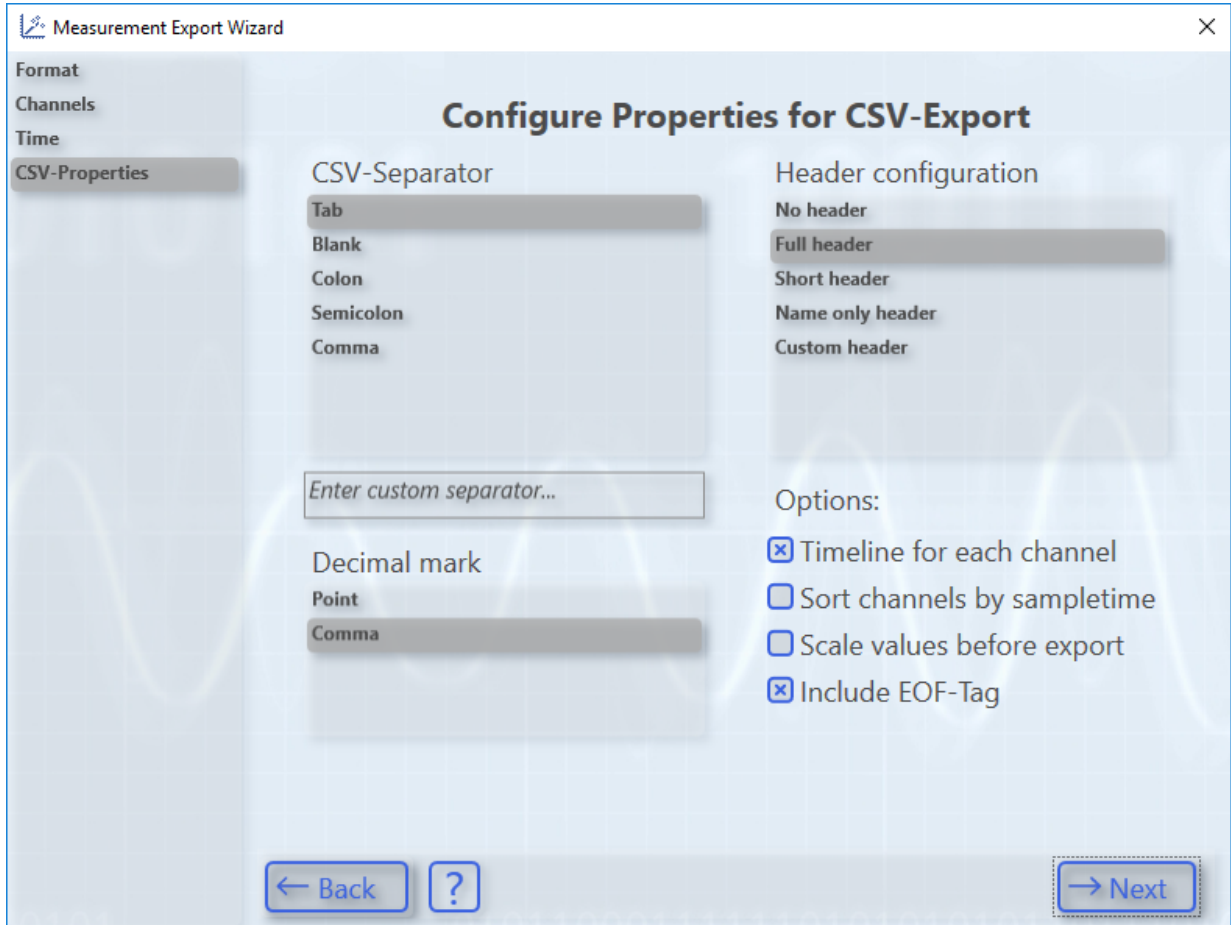 Measurement Export Wizard
Format
Channels
Time
CSV-Properties
Configure Properties for CSV-Export
CSV-Separator
Tab
Blank
Colon
Semicolon
Comma
Enter custom separator...
Decimal mark
Point
Comma
Header configuration
No header
Full header
Short header
Name only header
Custom header
Options:
Timeline for each channel
Sort channels by sampletime
Scale values before export
Include EOF-Tag
← Back
?
→ Next